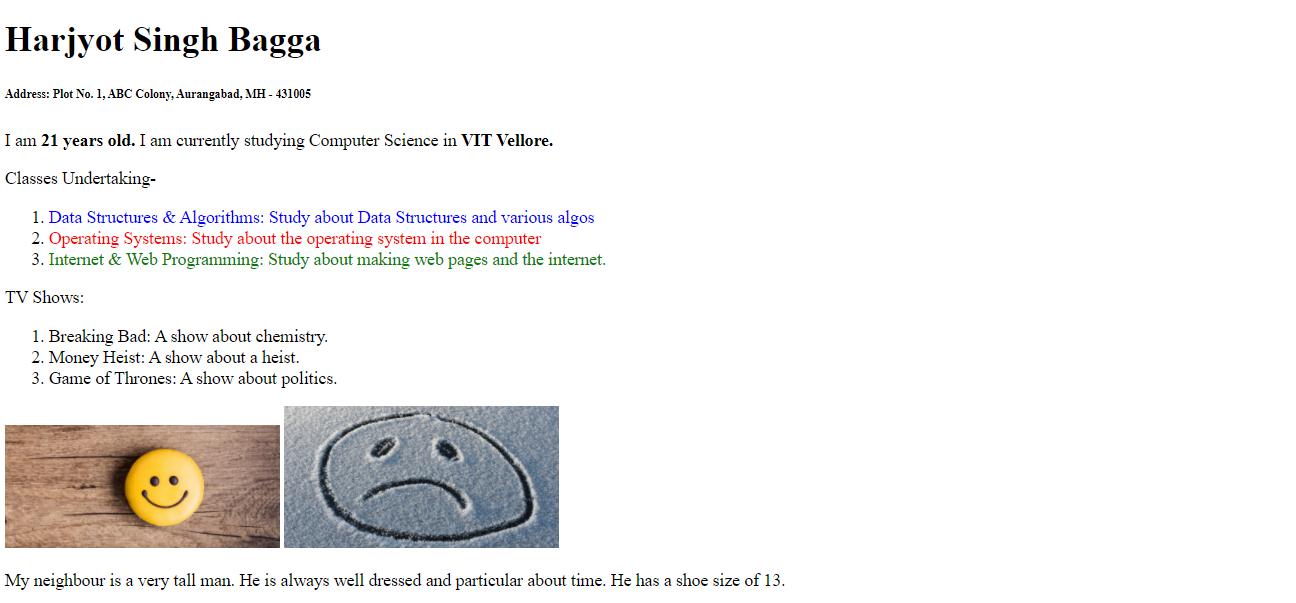 Harjyot Singh Bagga
Address: Plot No. 1, ABC Colony, Aurangabad, MH - 431005
I am 21 years old. I am currently studying Computer Science in VIT Vellore.
Classes Undertaking-
1. Data Structures & Algorithms: Study about Data Structures and various algos
2. Operating Systems: Study about the operating system in the computer
3. Internet & Web Programming: Study about making web pages and the internet.
TV Shows:
1. Breaking Bad: A show about chemistry.
2. Money Heist: A show about a heist.
3. Game of Thrones: A show about politics.
My neighbour is a very tall man. He is always well dressed and particular about time. He has a shoe size of 13.